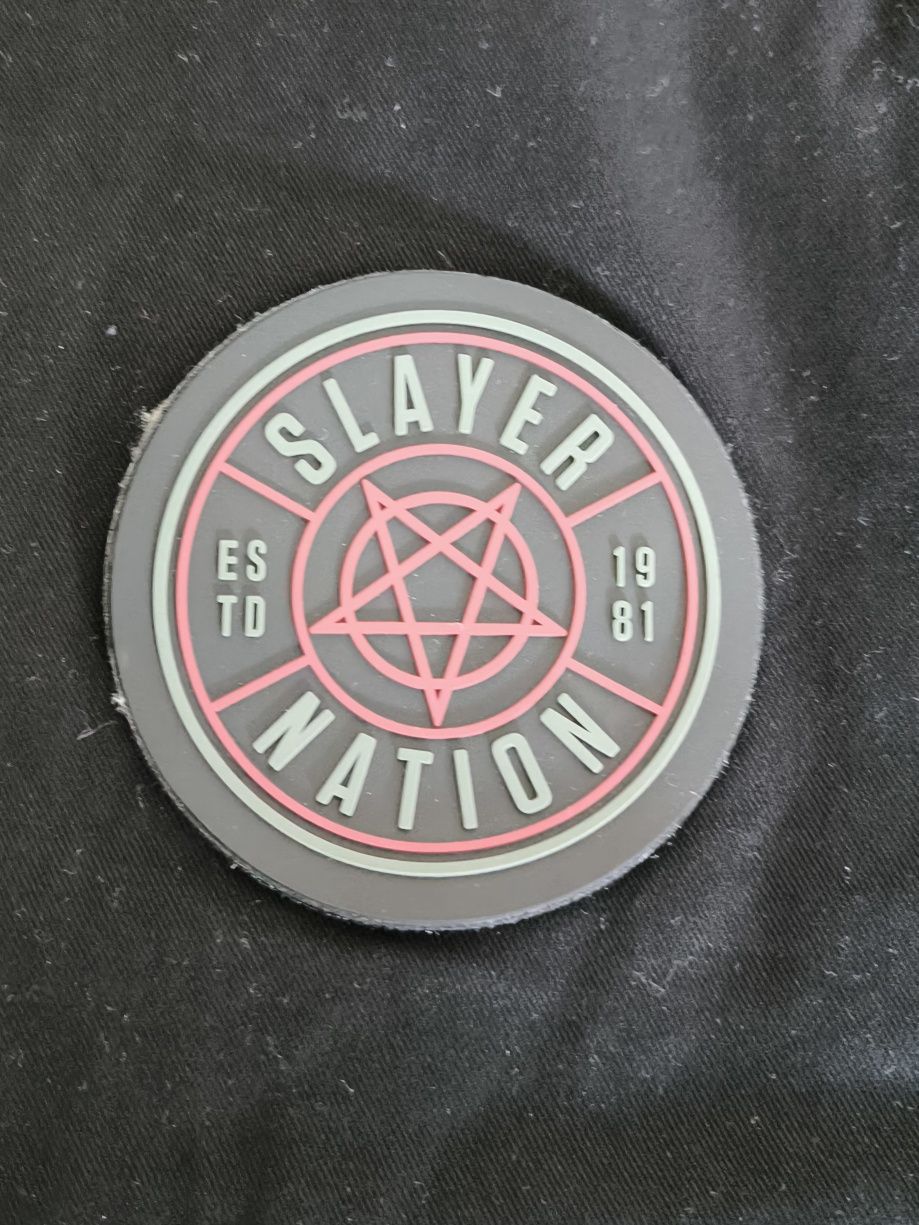 SLAYER
ES
TD
19
81
NATION